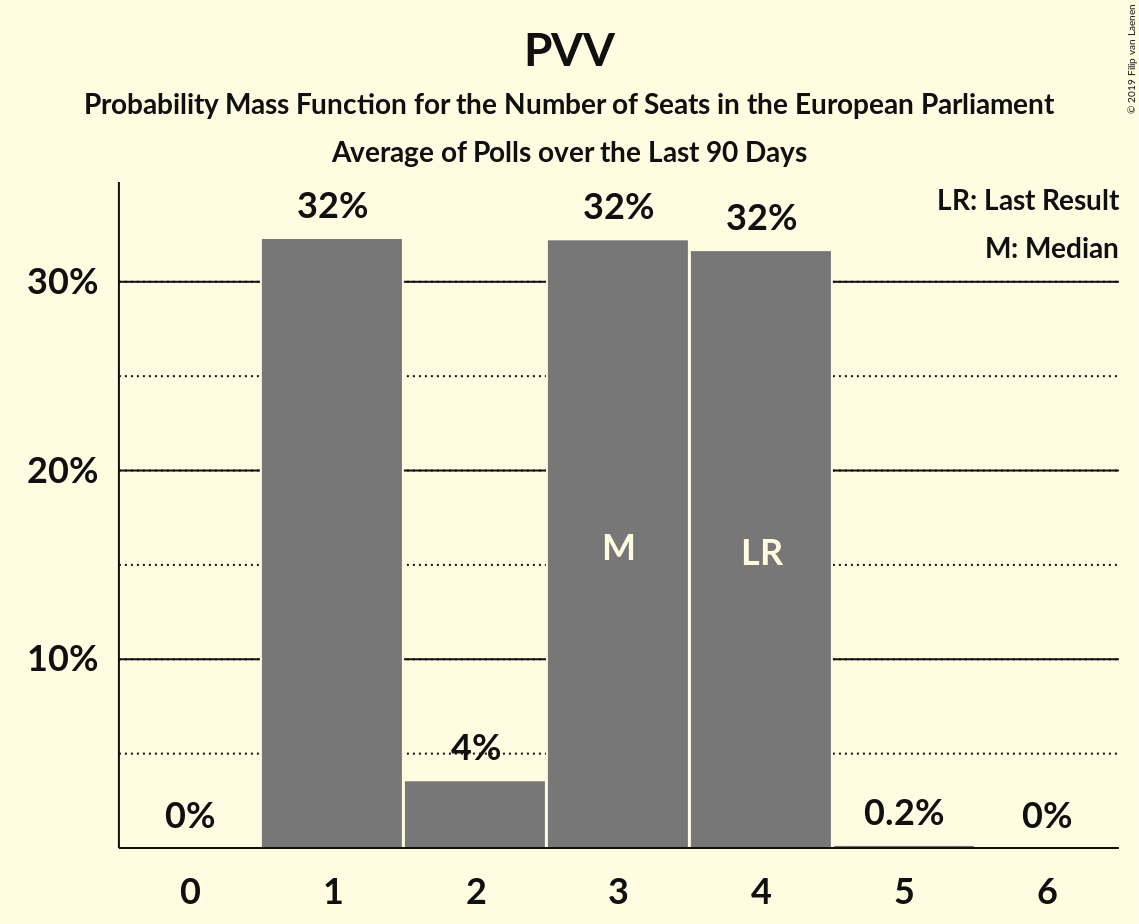 PVV
Probability Mass Function for the Number of Seats in the European Parliament
Average of Polls over the Last 90 Days
© 2019 Filip van Laenen
LR: Last Result
M: Median
32%
32%
32%
30%
20%
10%
M
LR
4%
0%
0.2%
0%
0
1
2
3
4
5
6